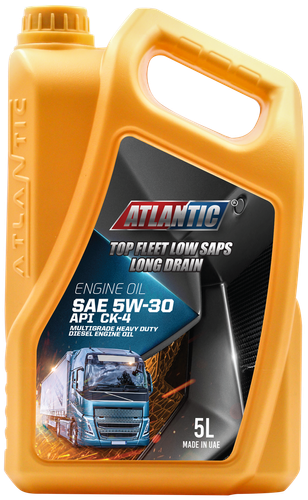 ATLANTIC
ATLANTIC
TOP FLEET LOW SAPS
LONG DRAIN
ENGINE OIL
SAE 5W-30
API CK-4
MULTIGRADE HEAVY DUTY
DIESEL ENGINE OIL
5L
MADE IN UAE